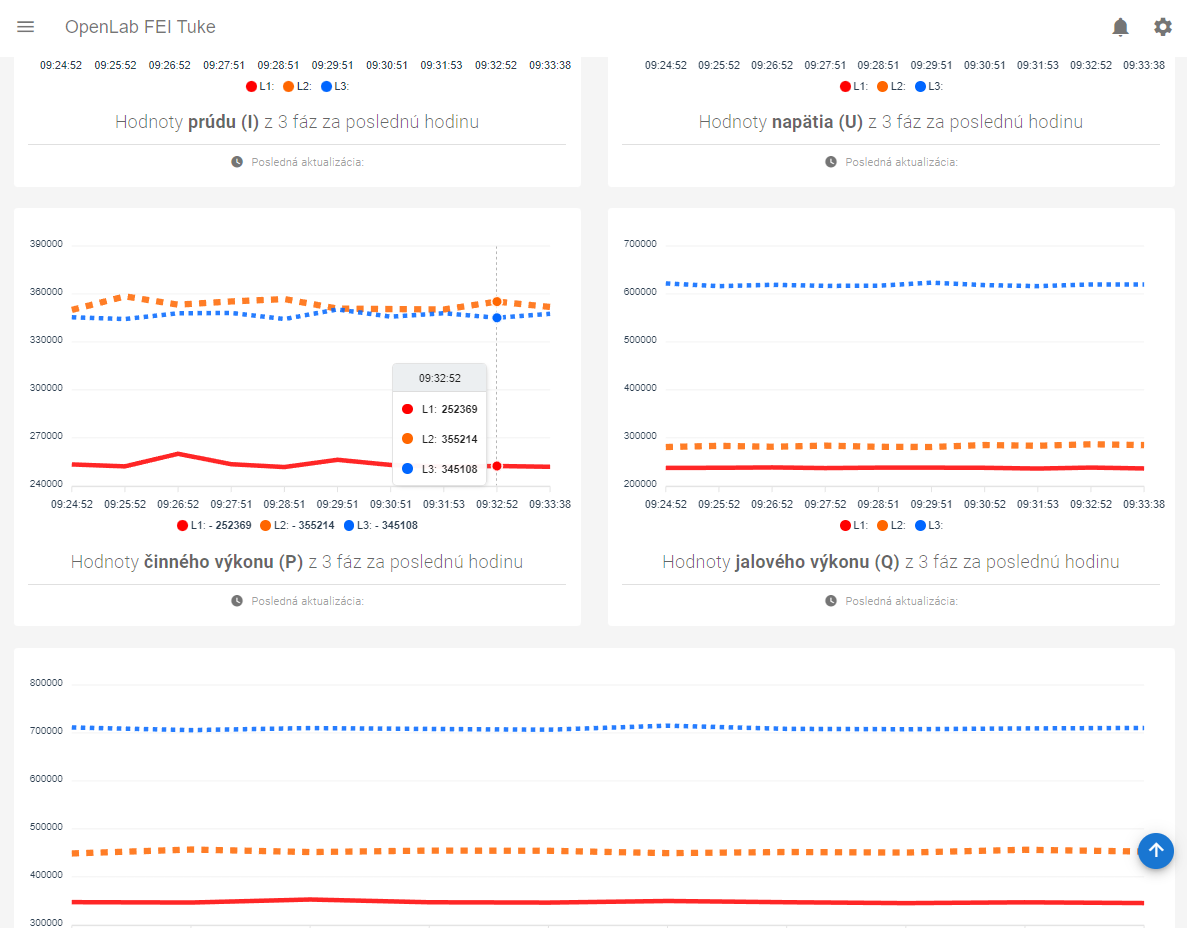 OpenLab FEI Tuke
09:24:52 09:25:52 09:26:52 09:27:51 09:28:51 09:29:51 09:30:51 09:31:53 09:32:52 09:33:38
L1: L2: L3:
Hodnoty prúdu (I) z 3 fáz za poslednú hodinu
Posledná aktualizácia:
09:24:52 09:25:52 09:26:52 09:27:51 09:28:51 09:29:51 09:30:51 09:31:53 09:32:52 09:33:38
L1: L2: L3:
Hodnoty napätia (U) z 3 fáz za poslednú hodinu
Posledná aktualizácia:
390000
360000
330000
300000
270000
240000
09:32:52
L1: 252369
L2: 355214
L3: 345108
09:24:52 09:25:52 09:26:52 09:27:51 09:28:51 09:29:51 09:30:51 09:31:53 09:32:52 09:33:38
L1: - 252369 L2: - 355214 L3: - 345108
Hodnoty činného výkonu (P) z 3 fáz za poslednú hodinu
Posledná aktualizácia:
700000
600000
500000
400000
300000
200000
09:24:52 09:25:52 09:26:52 09:27:51 09:28:51 09:29:51 09:30:51 09:31:53 09:32:52 09:33:38
L1: L2: L3:
Hodnoty jalového výkonu (Q) z 3 fáz za poslednú hodinu
Posledná aktualizácia:
800000
700000
600000
500000
400000
300000